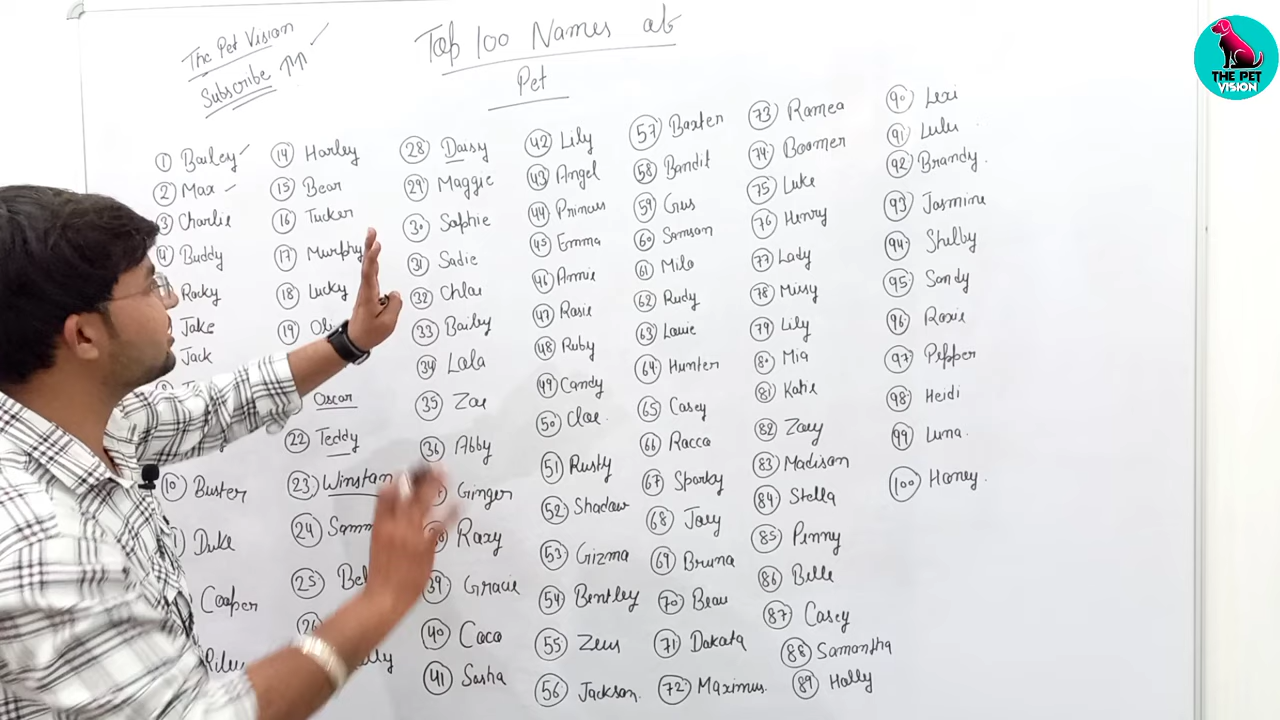 The Pet Vision
Subscribe ↑↑↑ ✓
Top 100 Names of
Pet
THE PET
VISION
1 Bailey ✓
2 Max ✓
3 Charlie
4 Buddy
Rocky
Jake
Jack
10 Buster
Duke
Cooper
Riley
14 Harley
15 Bear
16 Tucker
17 Murphy
18 Lucky
19
Oscar
22 Teddy
23 Winston
24
25
28 Daisy
29 Maggie
30 Sophie
31 Sadie
32 Chloe
33 Bailey
34 Lola
35 Zoe
36 Abby
Ginger
Roxy
39 Gracie
40 Coco
41 Sasha
42 Lily
43 Angel
44 Princess
45 Emma
46 Annie
47 Rosie
48 Ruby
49 Candy
50 Cloe.
51 Rusty
52 Shadow
53 Gizmo
54 Bentley
55 Zeus
56 Jackson.
57 Baxter
58 Bandit
59 Gus
60 Samson
61 Milo
62 Rudy
63 Louie
64 Hunter
65 Casey
66 Rocco
67 Sparky
68 Joey
69 Bruno
70 Beau
71 Dakota
72 Maximus.
73 Romeo
74 Boomer
75 Luke
76 Henry
77 Lady
78 Missy
79 Lily
80 Mia
81 Katie
82 Zoey
83 Madison
84 Stella
85 Penny
86 Belle
87 Casey
88 Samantha
89 Holly
90 Lexi
91 Lulu
92 Brandy.
93 Jasmine
94 Shelby
95 Sandy
96 Roxie
97 Pepper
98 Heidi
99 Luna.
100 Honey.